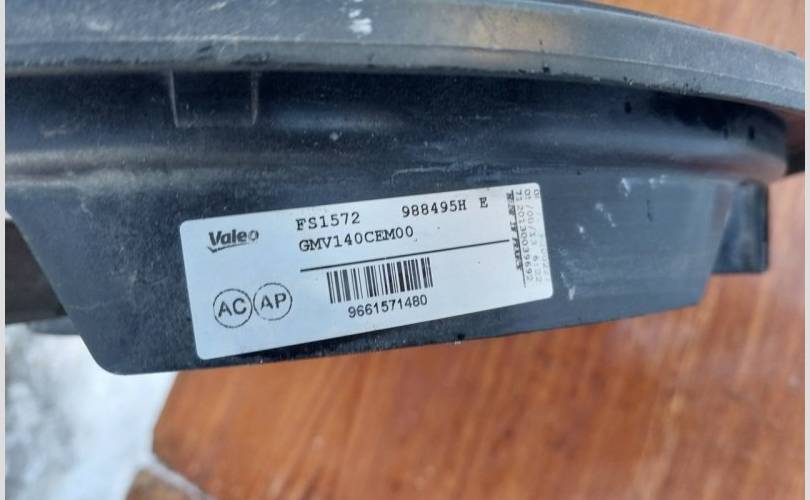 Valeo
FS1572 988495H E
GMV140CEM00
AC AP
9661571480